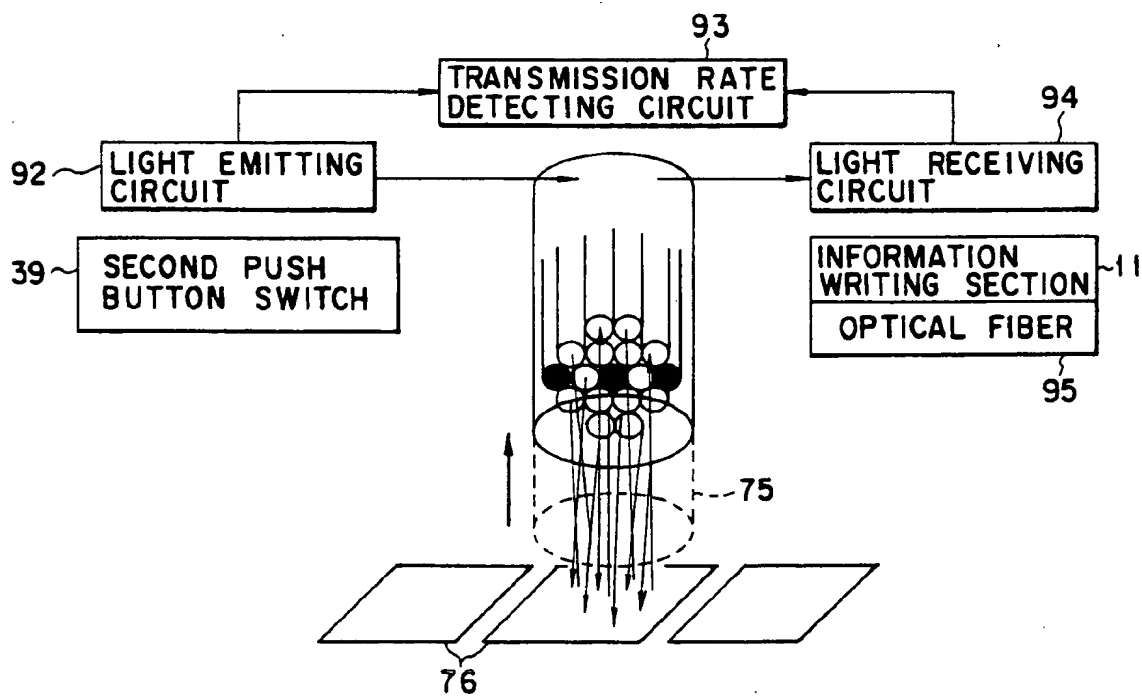 93
TRANSMISSION RATE
DETECTING CIRCUIT
94
92
LIGHT EMITTING
CIRCUIT
LIGHT RECEIVING
CIRCUIT
39
SECOND PUSH
BUTTON SWITCH
INFORMATION
WRITING SECTION
11
OPTICAL FIBER
95
75
76